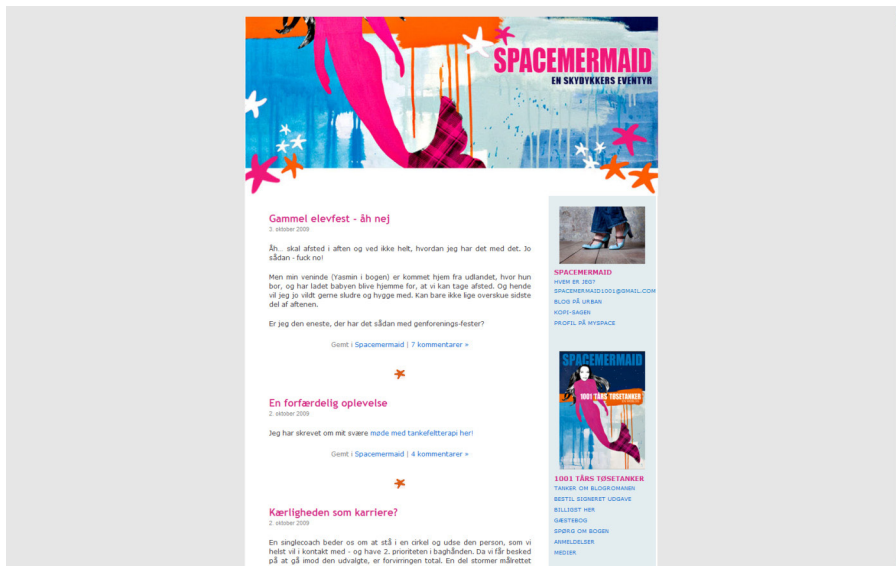 SPACEMERMAID
EN SKYDYKKERS EVENTYR
Gammel elevfest - åh nej
3. oktober 2009
Åh... skal afsted i aften og ved ikke helt, hvordan jeg har det med det. Jo
sådan - fuck no!
Men min veninde (Yasmin i bogen) er kommet hjem fra udlandet, hvor hun
bor, og har ladet babyen blive hjemme for, at vi kan tage afsted. Og hende
vil jeg jo vildt gerne sludre og hygge med. Kan bare ikke lige overskue sidste
del af aftenen.
Er jeg den eneste, der har det sådan med genforenings-fester?
Gemt i Spacemermaid | 7 kommentarer »
En forfærdelig oplevelse
2. oktober 2009
Jeg har skrevet om mit svære møde med tankefeltterapi her!
Gemt i Spacemermaid | 4 kommentarer »
Kærligheden som karriere?
2. oktober 2009
En singlecoach beder os om at stå i en cirkel og udse den person, som vi
helst vil i kontakt med - og have 2. prioriteten i baghånden. Da vi får besked
på at gå imod den udvalgte, er forvirringen total. En del stormer målrettet
SPACEMERMAID
HVEM ER JEG?
SPACEMERMAID1001@GMAIL.COM
BLOG PÅ URBAN
KOPI-SAGEN
PROFIL PÅ MYSPACE
SPACEMERMAID
1001 TÅRS TØSETANKER
1001 TÅRS TØSETANKER
TANKER OM BLOGROMANEN
BESTIL SIGNERET UDGAVE
BILLIGST HER
GÆSTEBOG
SPØRG OM BOGEN
ANMELDELSER
MEDIER